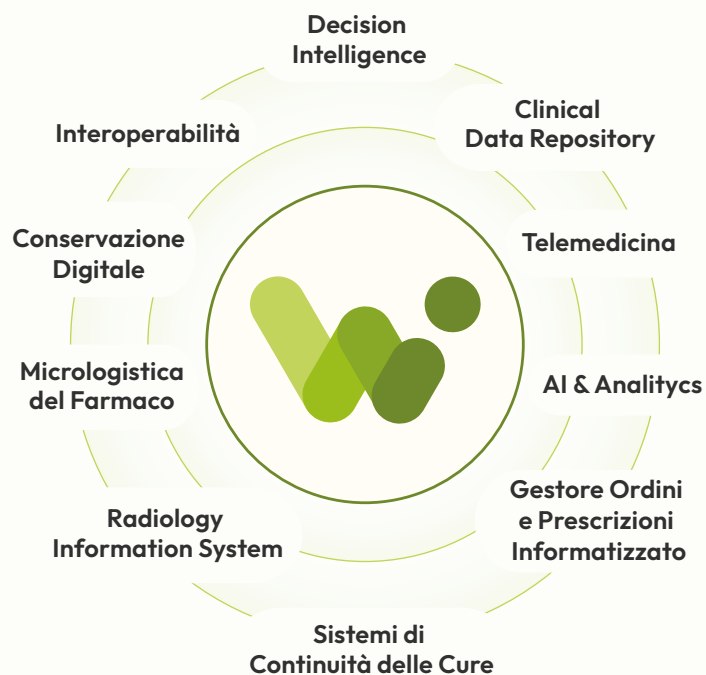 Decision
Intelligence
Clinical
Data Repository
Interoperabilità
Telemedicina
Conservazione
Digitale
AI & Analitycs
Micrologistica
del Farmaco
Gestore Ordini
e Prescrizioni
Informatizzato
Radiology
Information System
Sistemi di
Continuità delle Cure